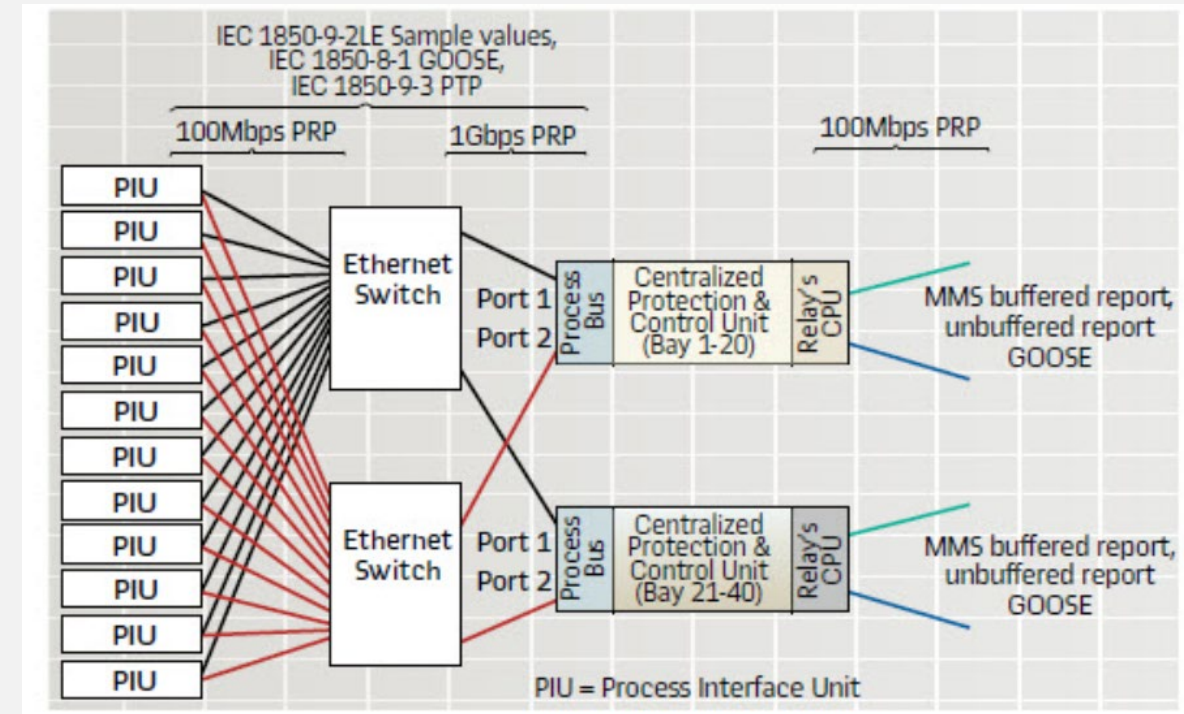 IEC 1850-9-2LE Sample values,
IEC 1850-8-1 GOOSE,
IEC 1850-9-3 PTP
100Mbps PRP
1Gbps PRP
100Mbps PRP
PIU
PIU
PIU
PIU
PIU
PIU
PIU
PIU
PIU
PIU
PIU
PIU
Ethernet
Switch
Port 1
Port 2
Process
Bus
Centralized
Protection &
Control Unit
(Bay 1-20)
Relay's
CPU
MMS buffered report,
unbuffered report
GOOSE
Ethernet
Switch
Port 1
Port 2
Process
Bus
Centralized
Protection &
Control Unit
(Bay 21-40)
Relay's
CPU
MMS buffered report,
unbuffered report
GOOSE
PIU = Process Interface Unit